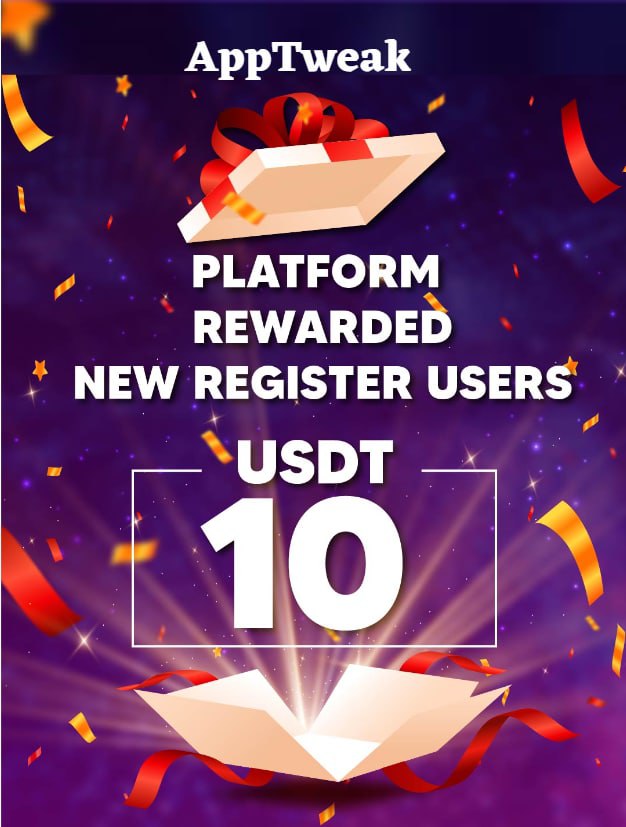 AppTweak
PLATFORM
REWARDED
NEW REGISTER USERS
USDT
10